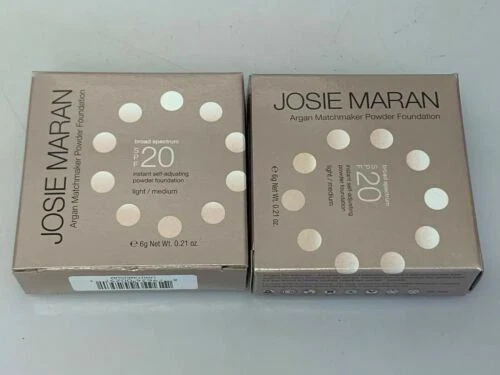 JOSIE MARAN
Argan Matchmaker Powder Foundation
broad spectrum
SPF 20
instant self-adjusting
powder foundation
light / medium
℮ 6g Net Wt. 0.21 oz.
JOSIE MARAN
Argan Matchmaker Powder Foundation
broad spectrum
SPF 20
instant self-adjusting
powder foundation
light / medium
℮ 6g Net Wt. 0.21 oz.